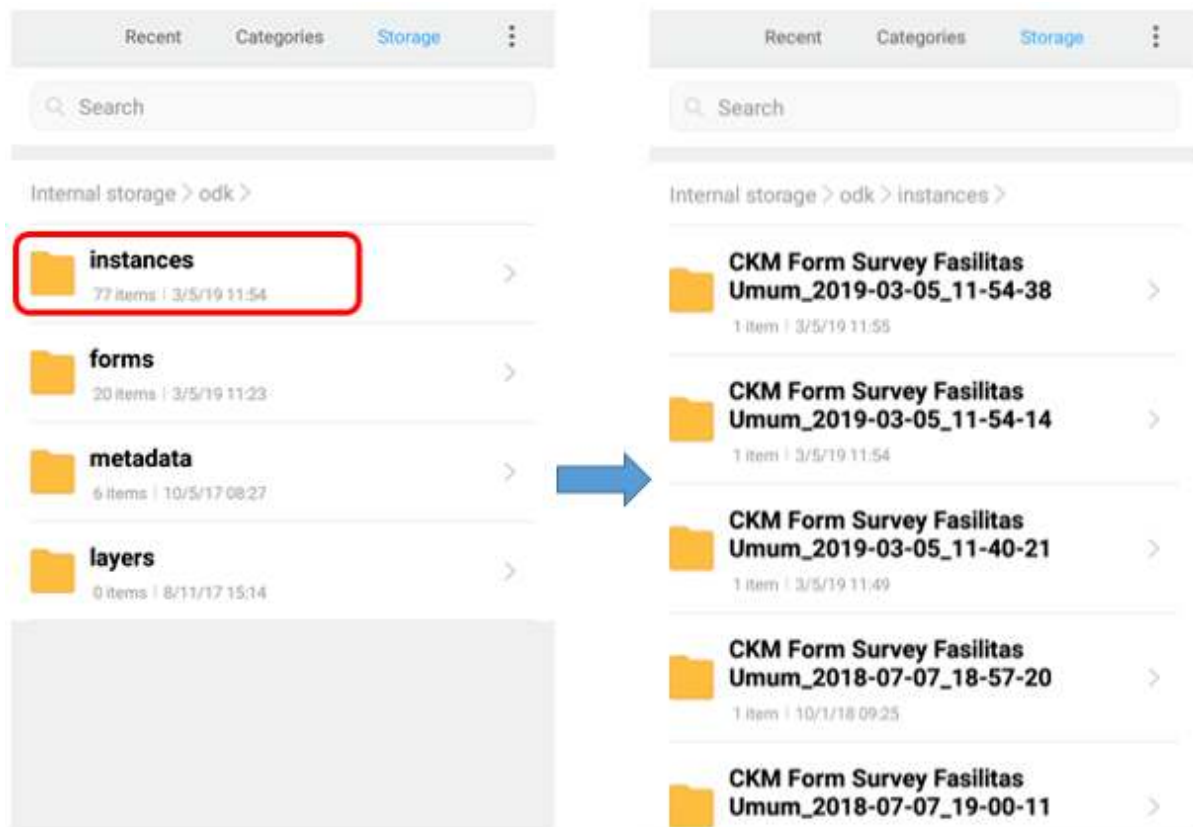 Recent Categories Storage
Search
Internal storage > odk >
instances
77 items | 3/5/19 11:54
forms
20 items | 3/5/19 11:23
metadata
6 items | 10/5/17 08:27
layers
0 items | 8/11/17 15:14
Recent Categories Storage
Search
Internal storage > odk > instances >
CKM Form Survey Fasilitas
Umum_2019-03-05_11-54-38
1 item | 3/5/19 11:55
CKM Form Survey Fasilitas
Umum_2019-03-05_11-54-14
1 item | 3/5/19 11:54
CKM Form Survey Fasilitas
Umum_2019-03-05_11-40-21
1 item | 3/5/19 11:49
CKM Form Survey Fasilitas
Umum_2018-07-07_18-57-20
1 item | 10/1/18 09:25
CKM Form Survey Fasilitas
Umum_2018-07-07_19-00-11